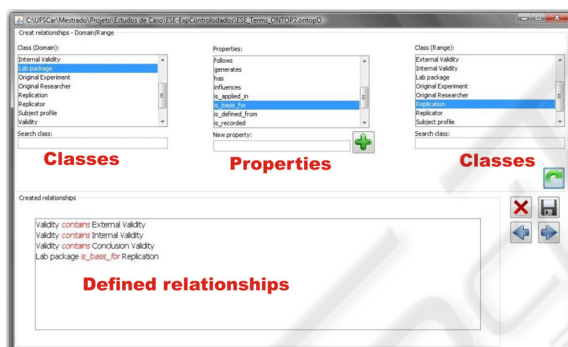 C:\UFSCar\Mestrado\Projeto\Estudos de Caso\ESE-ExpControlodados\ESE_Terms_ONTOP2.ontopO
Creat relationships - Domain/Range
Class (Domain):
Internal Validity
Lab package
Original Experiment
Original Researcher
Replication
Replicator
Subject profile
Validity
Search class:
Classes
Properties:
follows
generates
has
influences
is_applied_in
is_basis_for
is_defined_from
is_recorded
New property:
Properties
Class (Range):
External Validity
Internal Validity
Lab package
Original Experiment
Original Researcher
Replication
Replicator
Subject profile
Search class:
Classes
Created relationships
Validity contains External Validity
Validity contains Internal Validity
Validity contains Conclusion Validity
Lab package is_basis_for Replication
Defined relationships